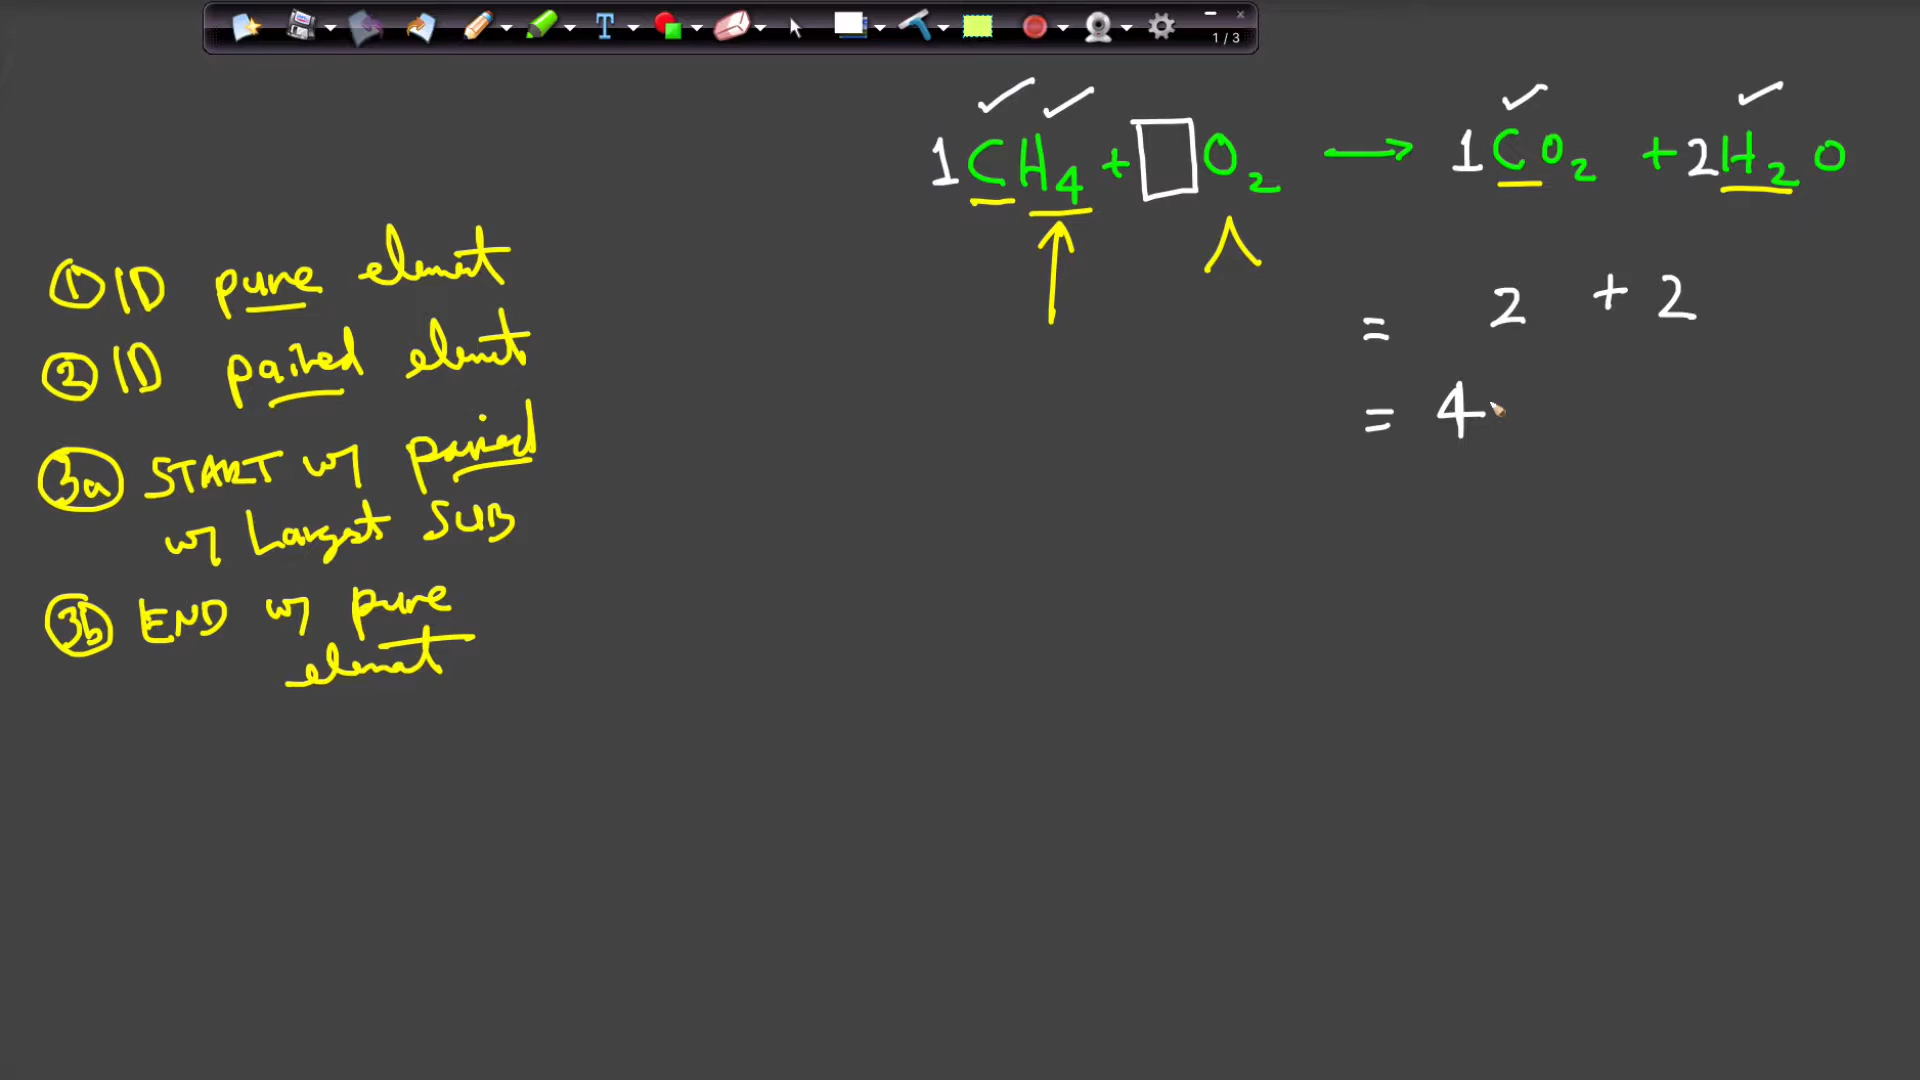 1 / 3
1CH₄ + □O₂ → 1CO₂ + 2H₂O
= 2 + 2
= 4
① ID pure element
② ID paired element
③a START w/ paired
w/ Largest SUB
③b END w/ pure
element